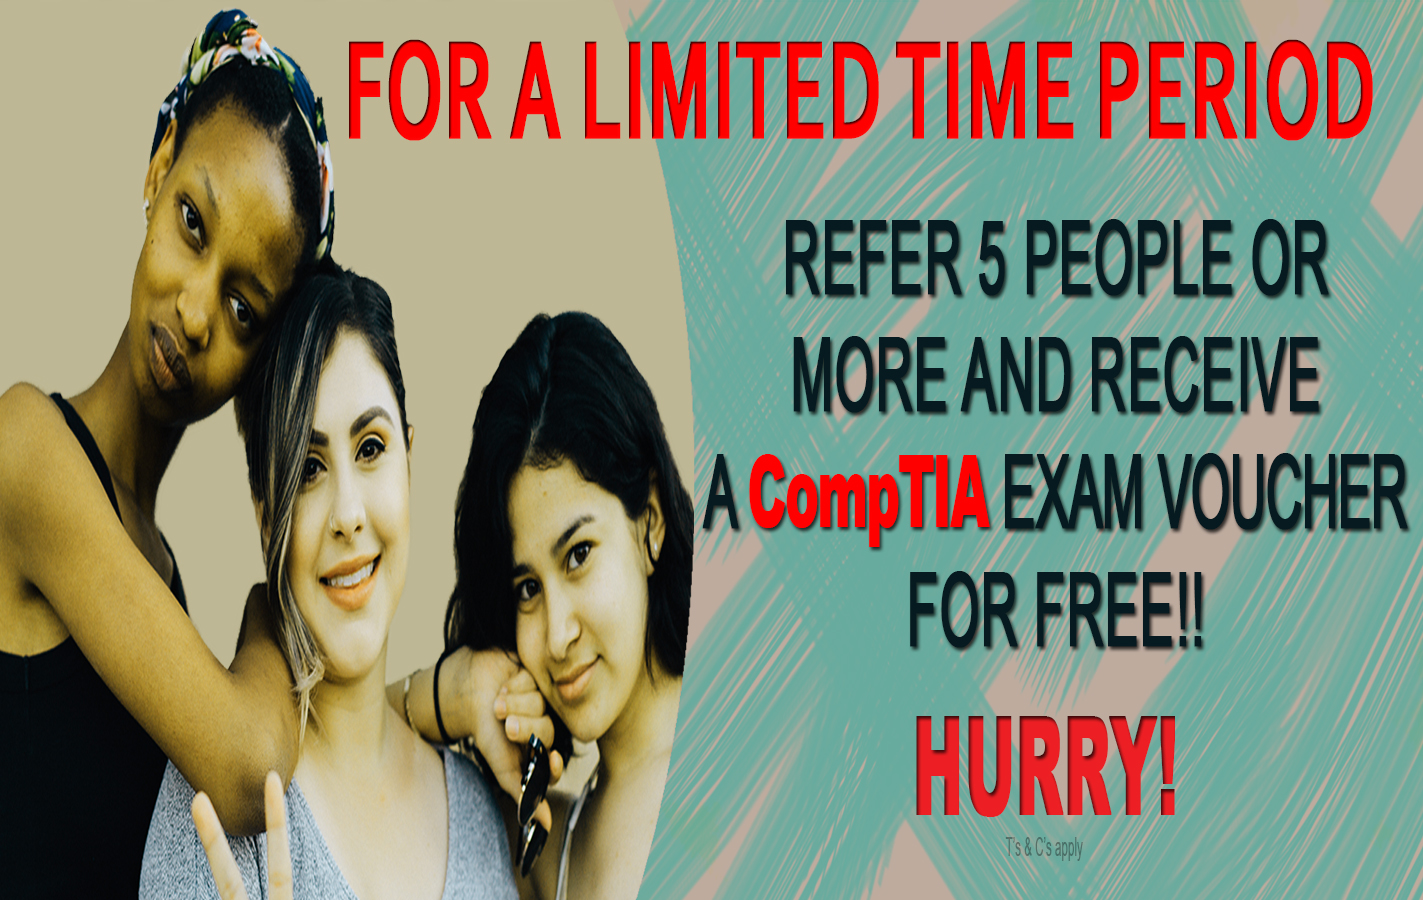 FOR A LIMITED TIME PERIOD
REFER 5 PEOPLE OR
MORE AND RECEIVE
A CompTIA EXAM VOUCHER
FOR FREE!!
HURRY!
T's & C's apply